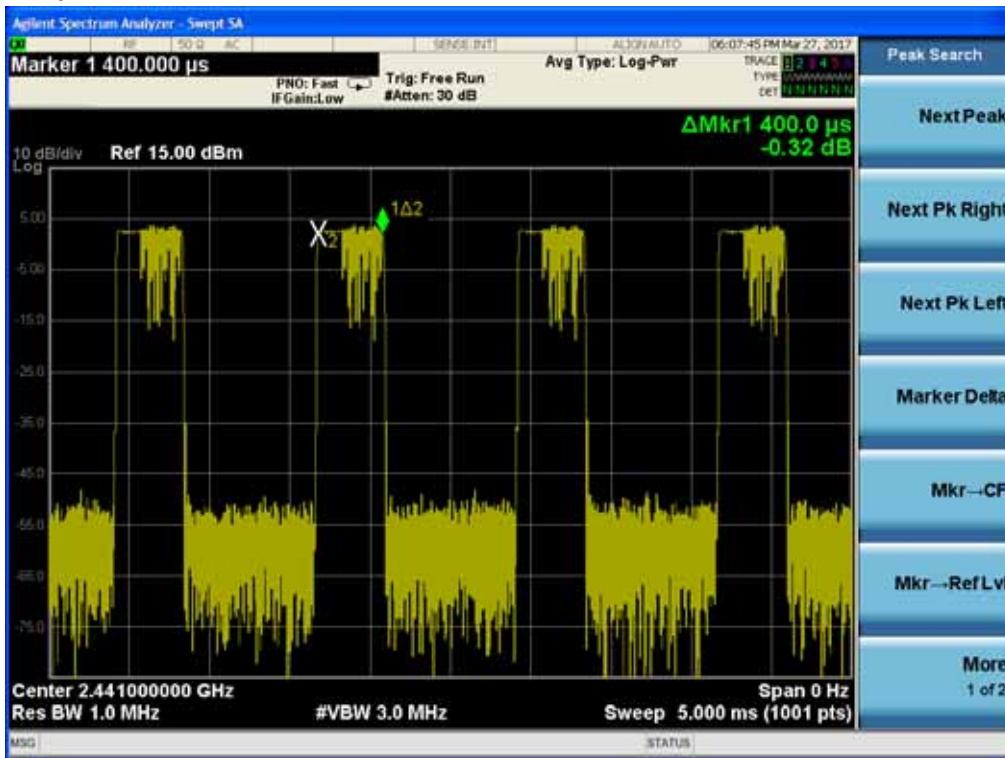 Agilent Spectrum Analyzer - Swept SA
RF 50 Ω AC SENSE:INT ALIGN AUTO 06:07:45 PM Mar 27, 2017
Marker 1 400.000 µs
PNO: Fast
IFGain:Low
Trig: Free Run
#Atten: 30 dB
Avg Type: Log-Pwr
TRACE 1 2 3 4 5 6
TYPE
DET N N N N N N
ΔMkr1 400.0 µs
-0.32 dB
10 dB/div Ref 15.00 dBm
Log
5.00
-5.00
-15.0
-25.0
-35.0
-45.0
-55.0
-65.0
-75.0
1Δ2
X2
Center 2.441000000 GHz
Span 0 Hz
Res BW 1.0 MHz
#VBW 3.0 MHz
Sweep 5.000 ms (1001 pts)
MSG
STATUS
Peak Search
Next Peak
Next Pk Right
Next Pk Left
Marker Delta
Mkr→CF
Mkr→Ref Lvl
More
1 of 2